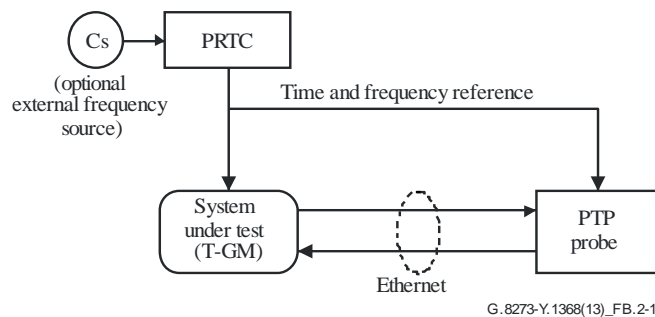 Cs
PRTC
(optional
external frequency
source)
Time and frequency reference
System
under test
(T-GM)
PTP
probe
Ethernet
G.8273-Y.1368(13)_FB.2-1